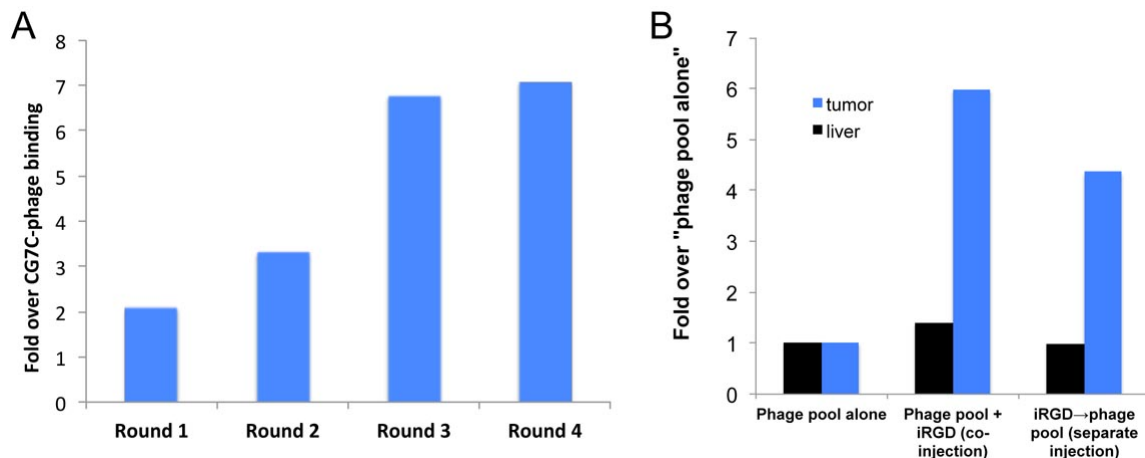 A
Fold over CG7C-phage binding
8
7
6
5
4
3
2
1
0
Round 1
Round 2
Round 3
Round 4
B
Fold over "phage pool alone"
7
6
5
4
3
2
1
0
tumor
liver
Phage pool alone
Phage pool +
iRGD (co-
injection)
iRGD→phage
pool (separate
injection)